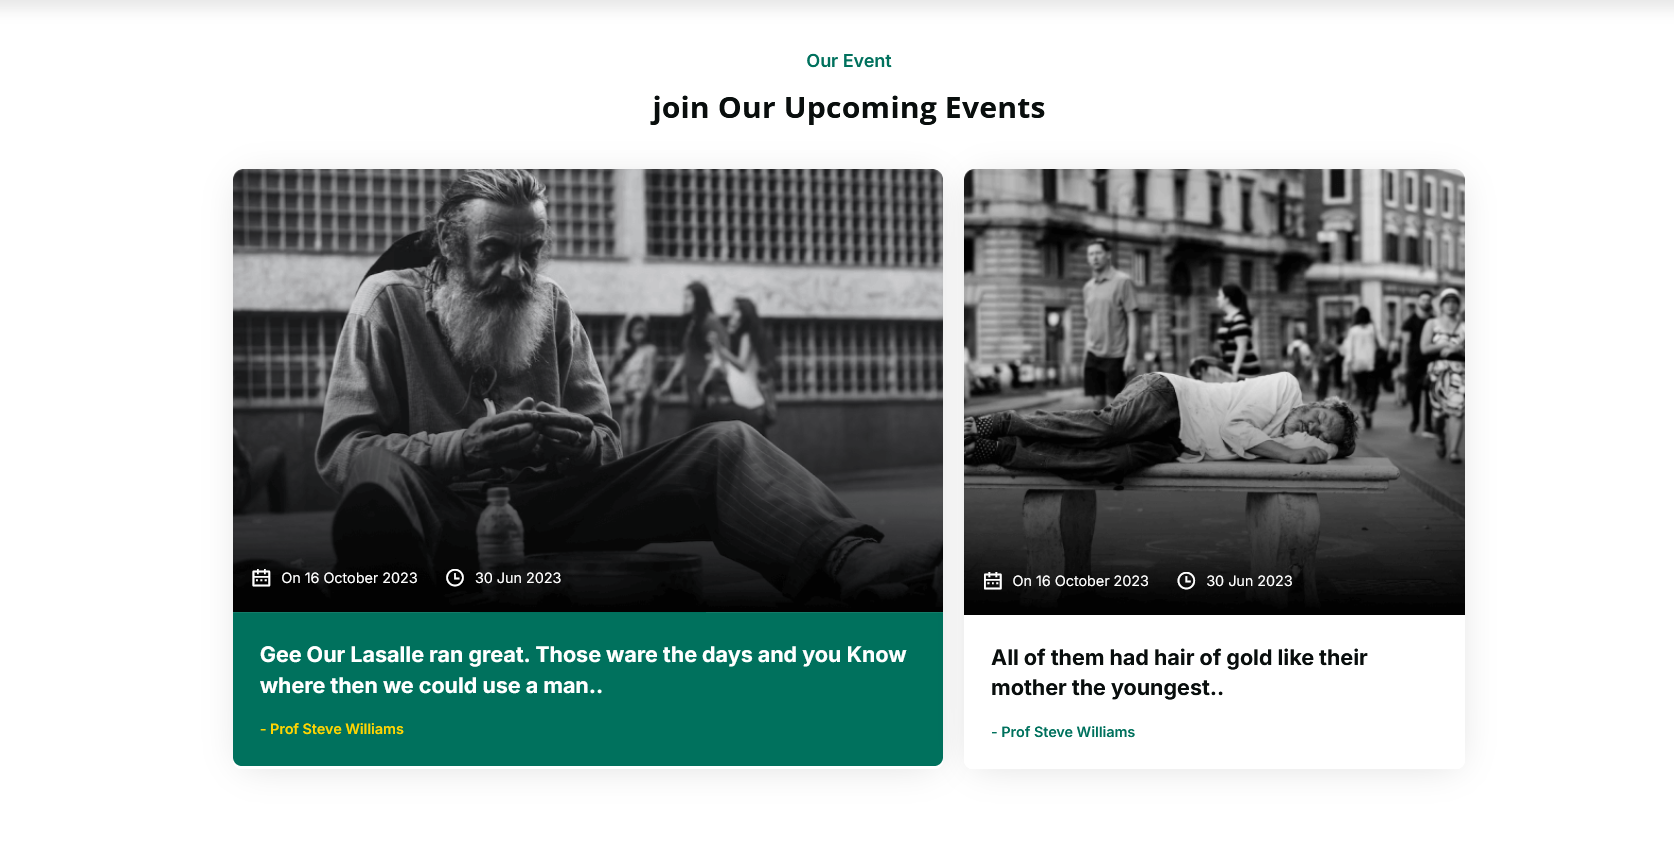 Our Event
join Our Upcoming Events
On 16 October 2023 30 Jun 2023
Gee Our Lasalle ran great. Those ware the days and you Know
where then we could use a man..
- Prof Steve Williams
On 16 October 2023 30 Jun 2023
All of them had hair of gold like their
mother the youngest..
- Prof Steve Williams